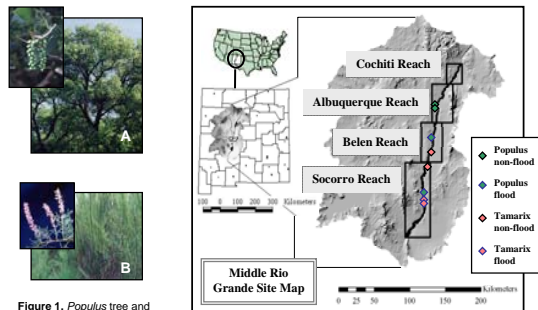 A
B
Figure 1. Populus tree and
Cochiti Reach
Albuquerque Reach
Belen Reach
Socorro Reach
100 0 100 200 300 Kilometers
Populus
non-flood
Populus
flood
Tamarix
non-flood
Tamarix
flood
Middle Rio
Grande Site Map
0 25 50 100 150 200
Kilometers